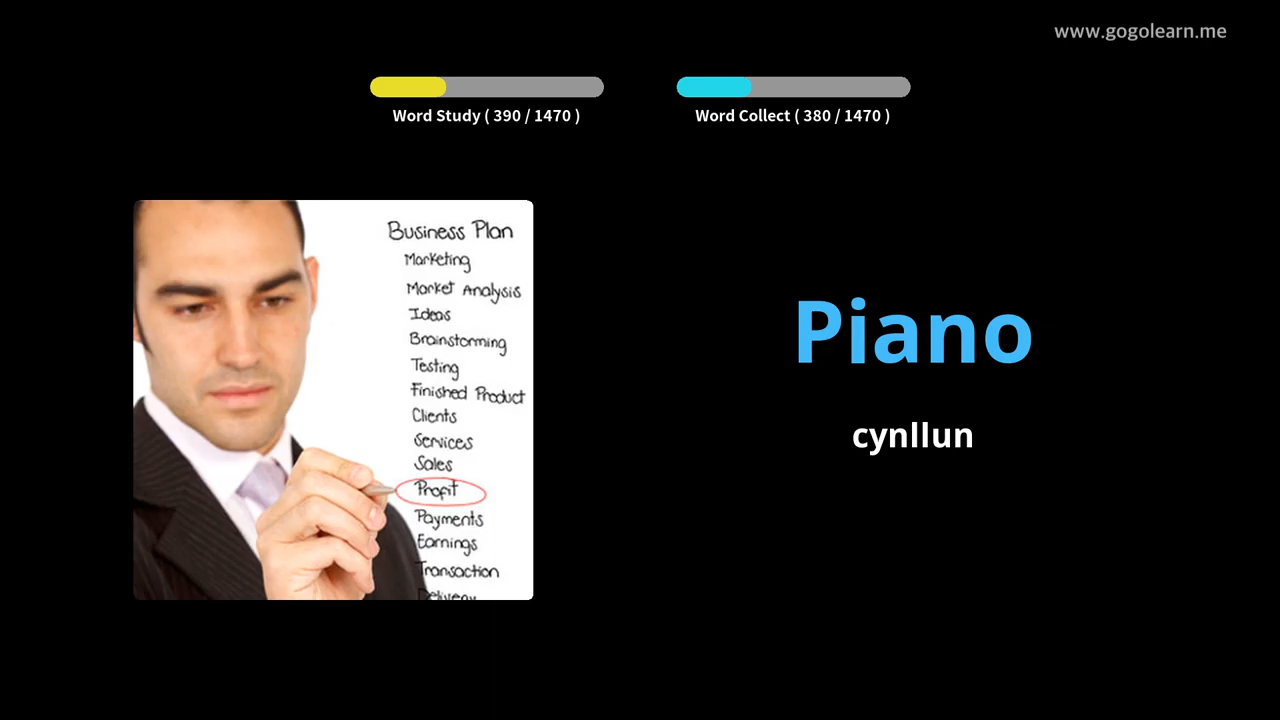 www.gogolearn.me
Word Study ( 390 / 1470 )
Word Collect ( 380 / 1470 )
Business Plan
Marketing
Market Analysis
Ideas
Brainstorming
Testing
Finished Product
Clients
Services
Sales
Profit
Payments
Earnings
Transaction
Delivery
Piano
cynllun